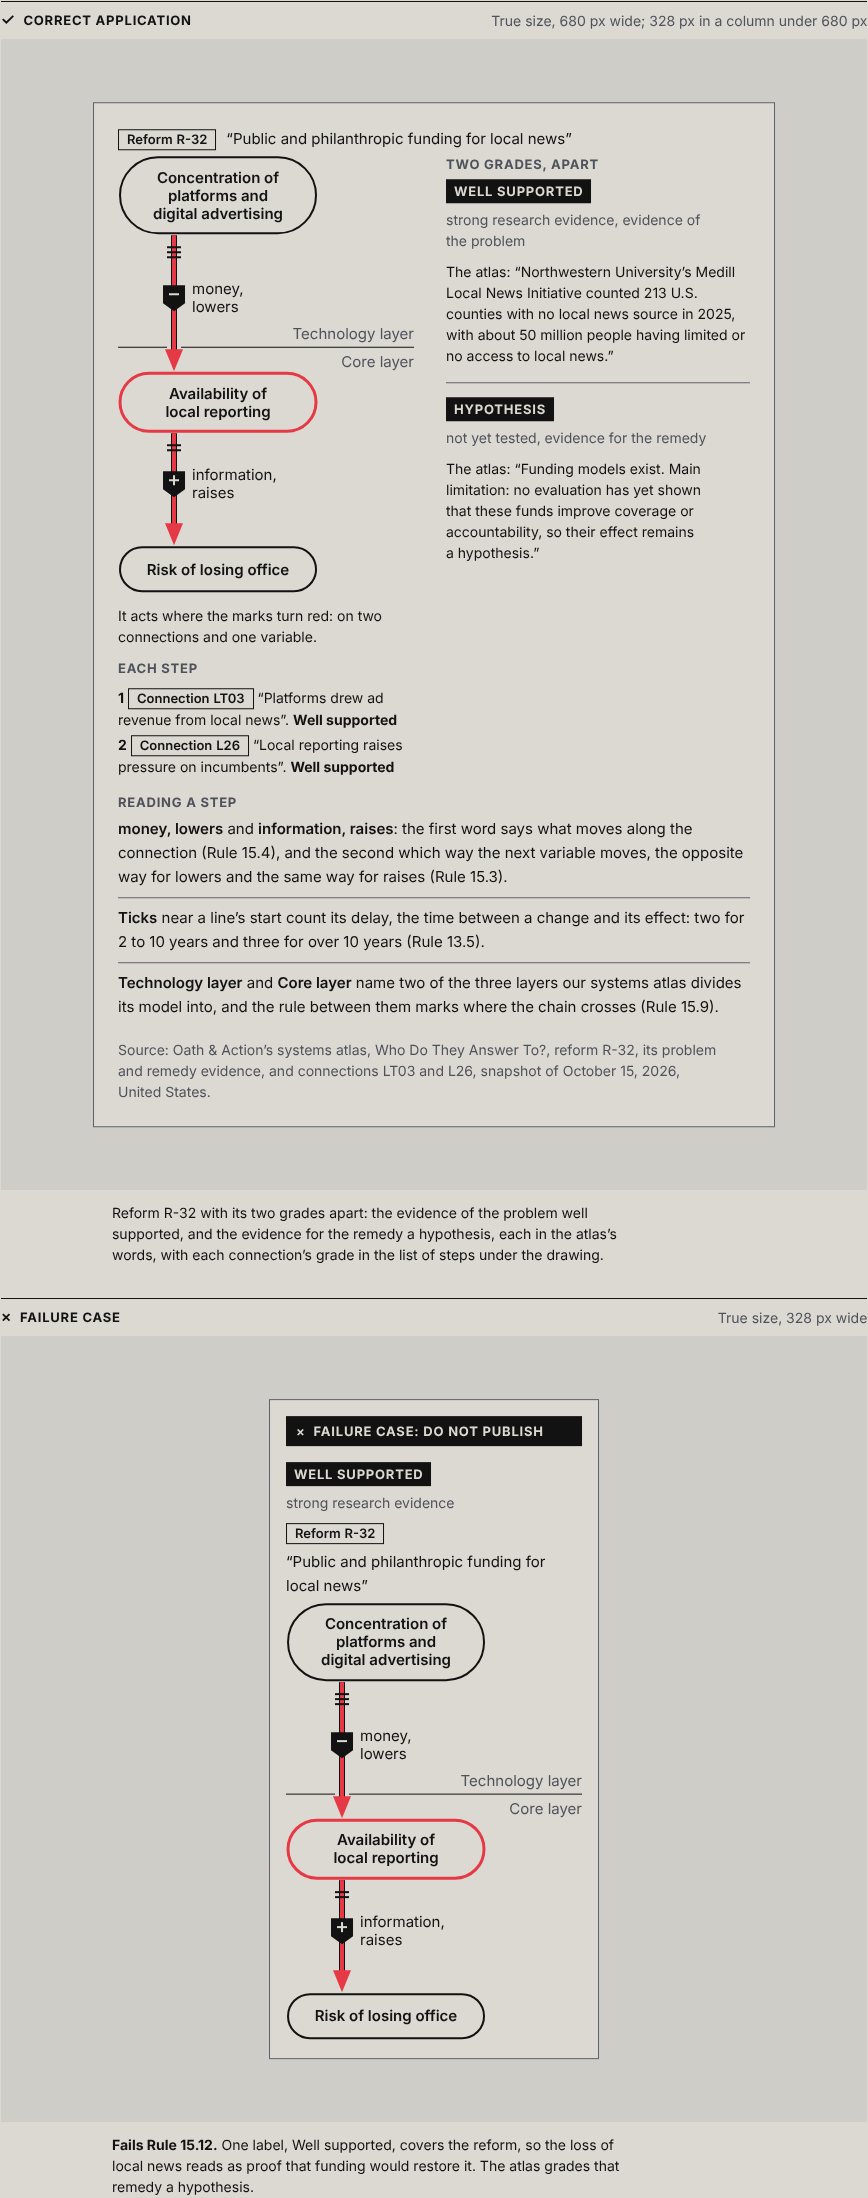 ✓ CORRECT APPLICATION
True size, 680 px wide; 328 px in a column under 680 px
Reform R-32 “Public and philanthropic funding for local news”
Concentration of
platforms and
digital advertising
money,
lowers
Technology layer
Core layer
Availability of
local reporting
information,
raises
Risk of losing office
It acts where the marks turn red: on two
connections and one variable.
TWO GRADES, APART
WELL SUPPORTED
strong research evidence, evidence of
the problem
The atlas: “Northwestern University’s Medill
Local News Initiative counted 213 U.S.
counties with no local news source in 2025,
with about 50 million people having limited or
no access to local news.”
HYPOTHESIS
not yet tested, evidence for the remedy
The atlas: “Funding models exist. Main
limitation: no evaluation has yet shown
that these funds improve coverage or
accountability, so their effect remains
a hypothesis.”
EACH STEP
1 Connection LT03 “Platforms drew ad
revenue from local news”. Well supported
2 Connection L26 “Local reporting raises
pressure on incumbents”. Well supported
READING A STEP
money, lowers and information, raises: the first word says what moves along the
connection (Rule 15.4), and the second which way the next variable moves, the opposite
way for lowers and the same way for raises (Rule 15.3).
Ticks near a line’s start count its delay, the time between a change and its effect: two for
2 to 10 years and three for over 10 years (Rule 13.5).
Technology layer and Core layer name two of the three layers our systems atlas divides
its model into, and the rule between them marks where the chain crosses (Rule 15.9).
Source: Oath & Action’s systems atlas, Who Do They Answer To?, reform R-32, its problem
and remedy evidence, and connections LT03 and L26, snapshot of October 15, 2026,
United States.
Reform R-32 with its two grades apart: the evidence of the problem well
supported, and the evidence for the remedy a hypothesis, each in the atlas’s
words, with each connection’s grade in the list of steps under the drawing.
× FAILURE CASE
True size, 328 px wide
× FAILURE CASE: DO NOT PUBLISH
WELL SUPPORTED
strong research evidence
Reform R-32
“Public and philanthropic funding for
local news”
Concentration of
platforms and
digital advertising
money,
lowers
Technology layer
Core layer
Availability of
local reporting
information,
raises
Risk of losing office
Fails Rule 15.12. One label, Well supported, covers the reform, so the loss of
local news reads as proof that funding would restore it. The atlas grades that
remedy a hypothesis.